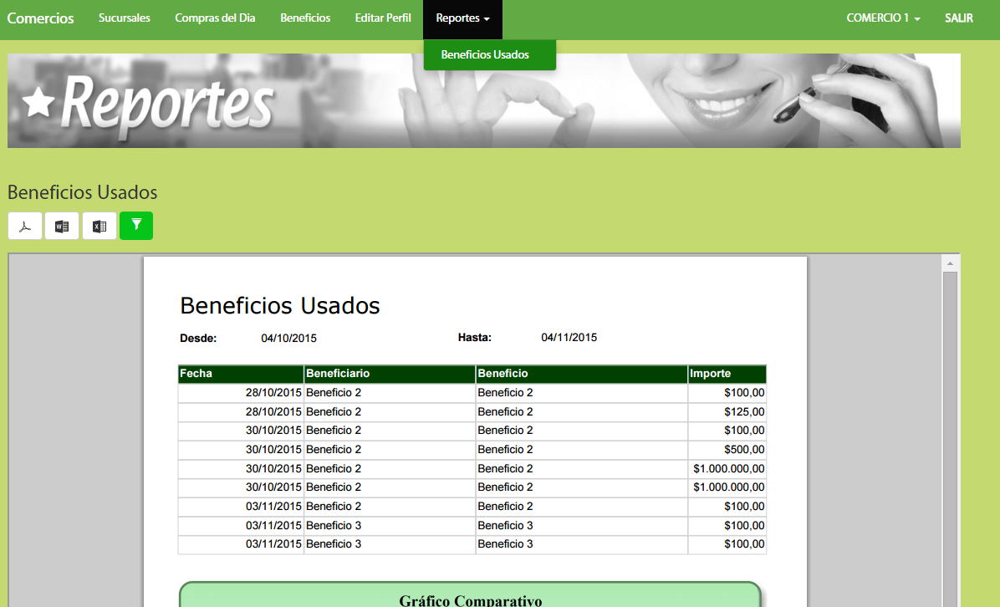 Comercios Sucursales Compras del Dia Beneficios Editar Perfil Reportes COMERCIO 1 SALIR
Beneficios Usados
Reportes
Beneficios Usados
Beneficios Usados
Desde: 04/10/2015 Hasta: 04/11/2015
Fecha Beneficiario Beneficio Importe
28/10/2015 Beneficio 2 Beneficio 2 $100,00
28/10/2015 Beneficio 2 Beneficio 2 $125,00
30/10/2015 Beneficio 2 Beneficio 2 $100,00
30/10/2015 Beneficio 2 Beneficio 2 $500,00
30/10/2015 Beneficio 2 Beneficio 2 $1.000.000,00
30/10/2015 Beneficio 2 Beneficio 2 $1.000.000,00
03/11/2015 Beneficio 2 Beneficio 2 $100,00
03/11/2015 Beneficio 3 Beneficio 3 $100,00
03/11/2015 Beneficio 3 Beneficio 3 $100,00
Gráfico Comparativo